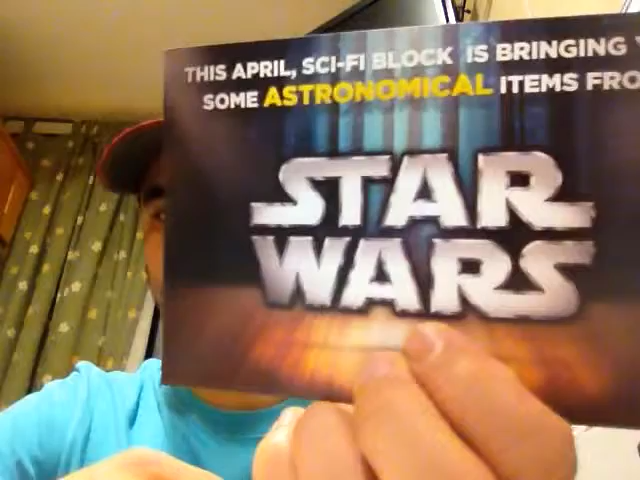 THIS APRIL, SCI-FI BLOCK IS BRINGING
SOME ASTRONOMICAL ITEMS FRO
STAR
WARS